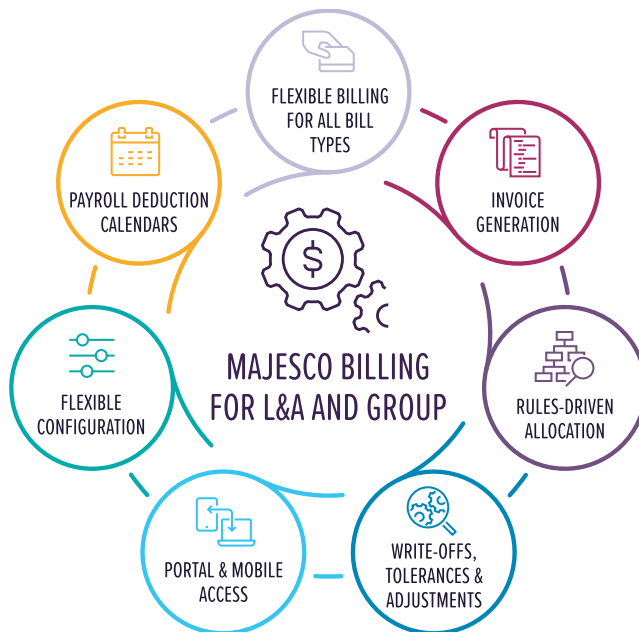 FLEXIBLE BILLING
FOR ALL BILL
TYPES
INVOICE
GENERATION
RULES-DRIVEN
ALLOCATION
WRITE-OFFS,
TOLERANCES &
ADJUSTMENTS
PORTAL & MOBILE
ACCESS
FLEXIBLE
CONFIGURATION
PAYROLL DEDUCTION
CALENDARS
$
MAJESCO BILLING
FOR L&A AND GROUP